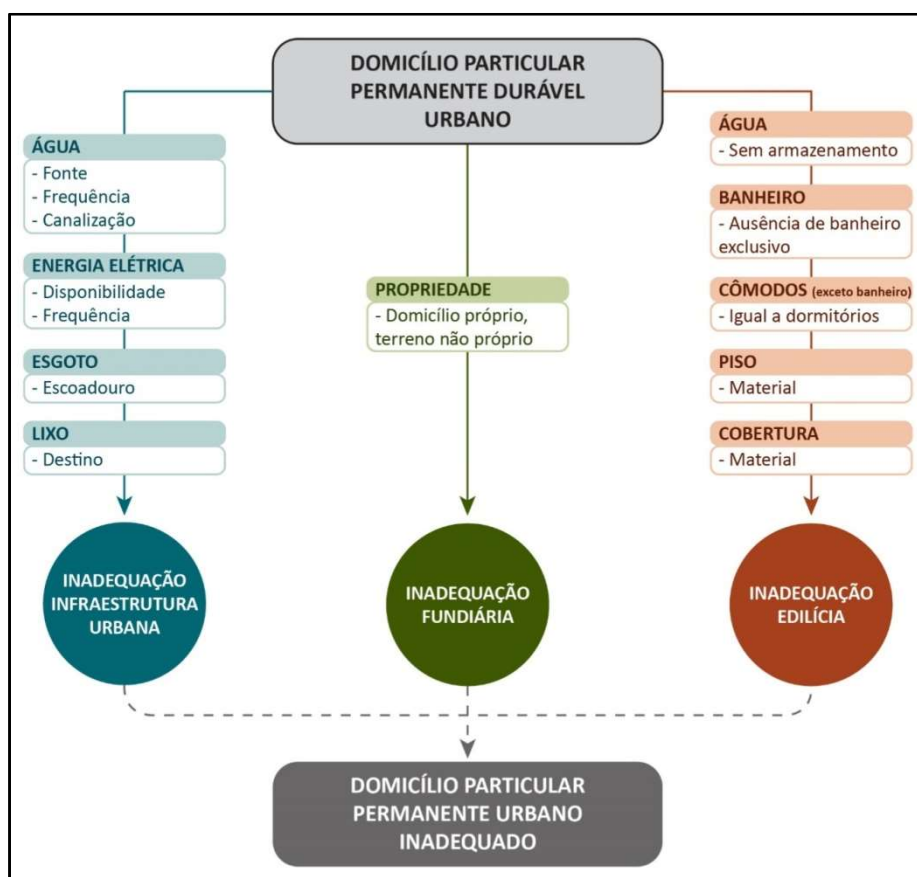 DOMICÍLIO PARTICULAR
PERMANENTE DURÁVEL
URBANO
ÁGUA
- Fonte
- Frequência
- Canalização
ENERGIA ELÉTRICA
- Disponibilidade
- Frequência
ESGOTO
- Escoadouro
LIXO
- Destino
INADEQUAÇÃO
INFRAESTRUTURA
URBANA
PROPRIEDADE
- Domicílio próprio,
terreno não próprio
INADEQUAÇÃO
FUNDIÁRIA
ÁGUA
- Sem armazenamento
BANHEIRO
- Ausência de banheiro
exclusivo
CÔMODOS (exceto banheiro)
- Igual a dormitórios
PISO
- Material
COBERTURA
- Material
INADEQUAÇÃO
EDILÍCIA
DOMICÍLIO PARTICULAR
PERMANENTE URBANO
INADEQUADO